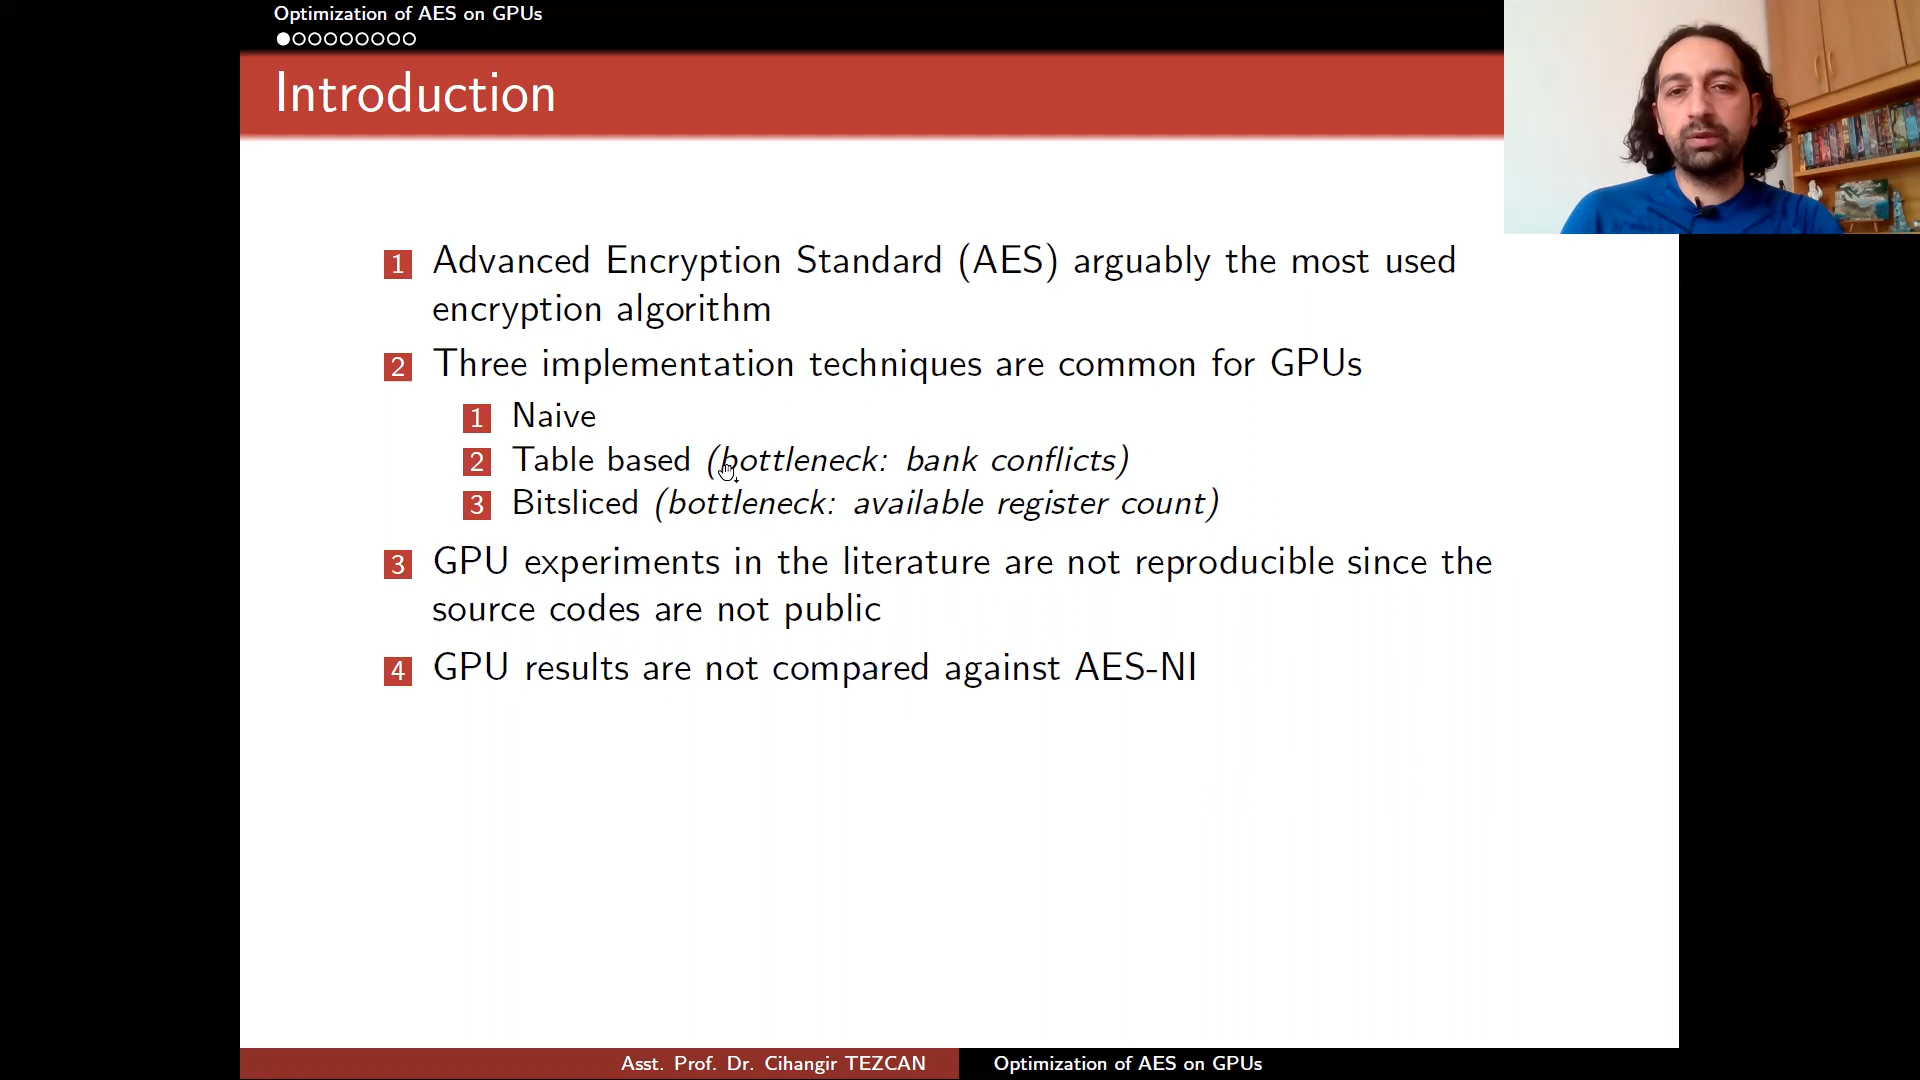 Optimization of AES on GPUs
Introduction
1 Advanced Encryption Standard (AES) arguably the most used
encryption algorithm
2 Three implementation techniques are common for GPUs
1 Naive
2 Table based (bottleneck: bank conflicts)
3 Bitsliced (bottleneck: available register count)
3 GPU experiments in the literature are not reproducible since the
source codes are not public
4 GPU results are not compared against AES-NI
Asst. Prof. Dr. Cihangir TEZCAN
Optimization of AES on GPUs